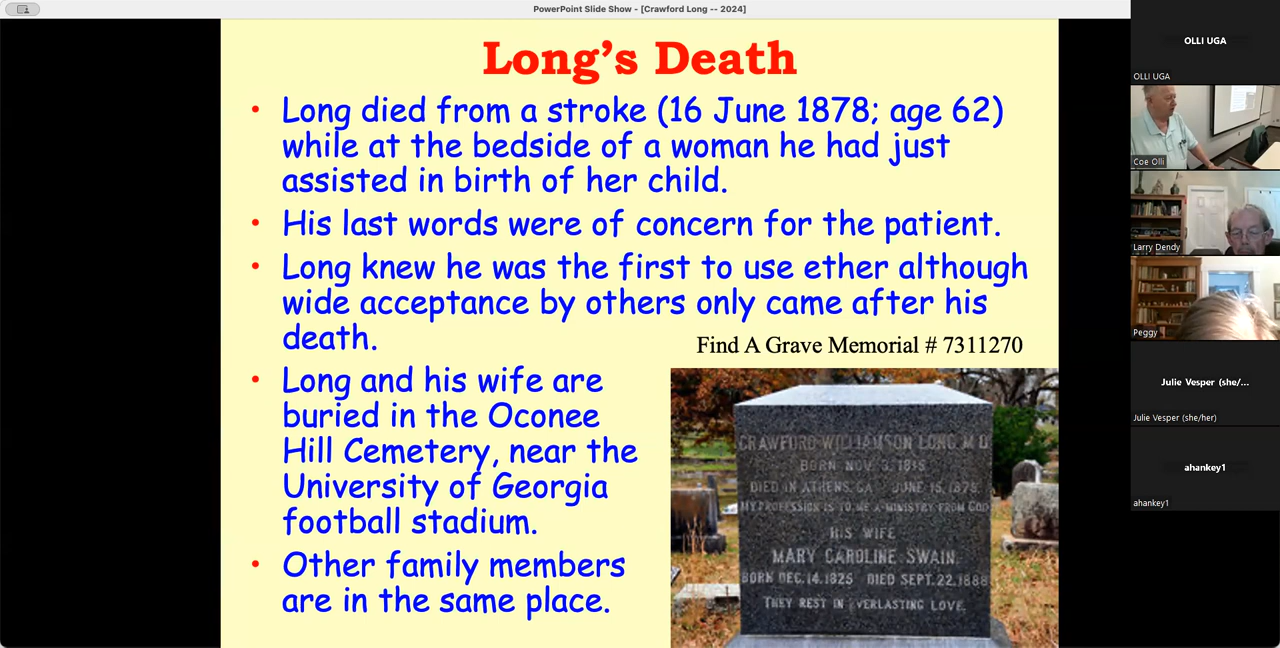 PowerPoint Slide Show - [Crawford Long -- 2024]
Long's Death
• Long died from a stroke (16 June 1878; age 62)
while at the bedside of a woman he had just
assisted in birth of her child.
• His last words were of concern for the patient.
• Long knew he was the first to use ether although
wide acceptance by others only came after his
death.
Find A Grave Memorial # 7311270
• Long and his wife are
buried in the Oconee
Hill Cemetery, near the
University of Georgia
football stadium.
• Other family members
are in the same place.
CRAWFORD WILLIAMSON LONG M.D.
BORN NOV. 1815
DIED IN ATHENS, GA JUNE 1878.
MY PROFESSION IS TO ME A MINISTRY FROM GOD
HIS WIFE
MARY CAROLINE SWAIN.
BORN DEC. 14. 1825 DIED SEPT. 22. 1888
THEY REST IN EVERLASTING LOVE.
OLLI UGA
OLLI UGA
Coe Olli
Larry Dendy
Peggy
Julie Vesper (she/...
Julie Vesper (she/her)
ahankey1
ahankey1